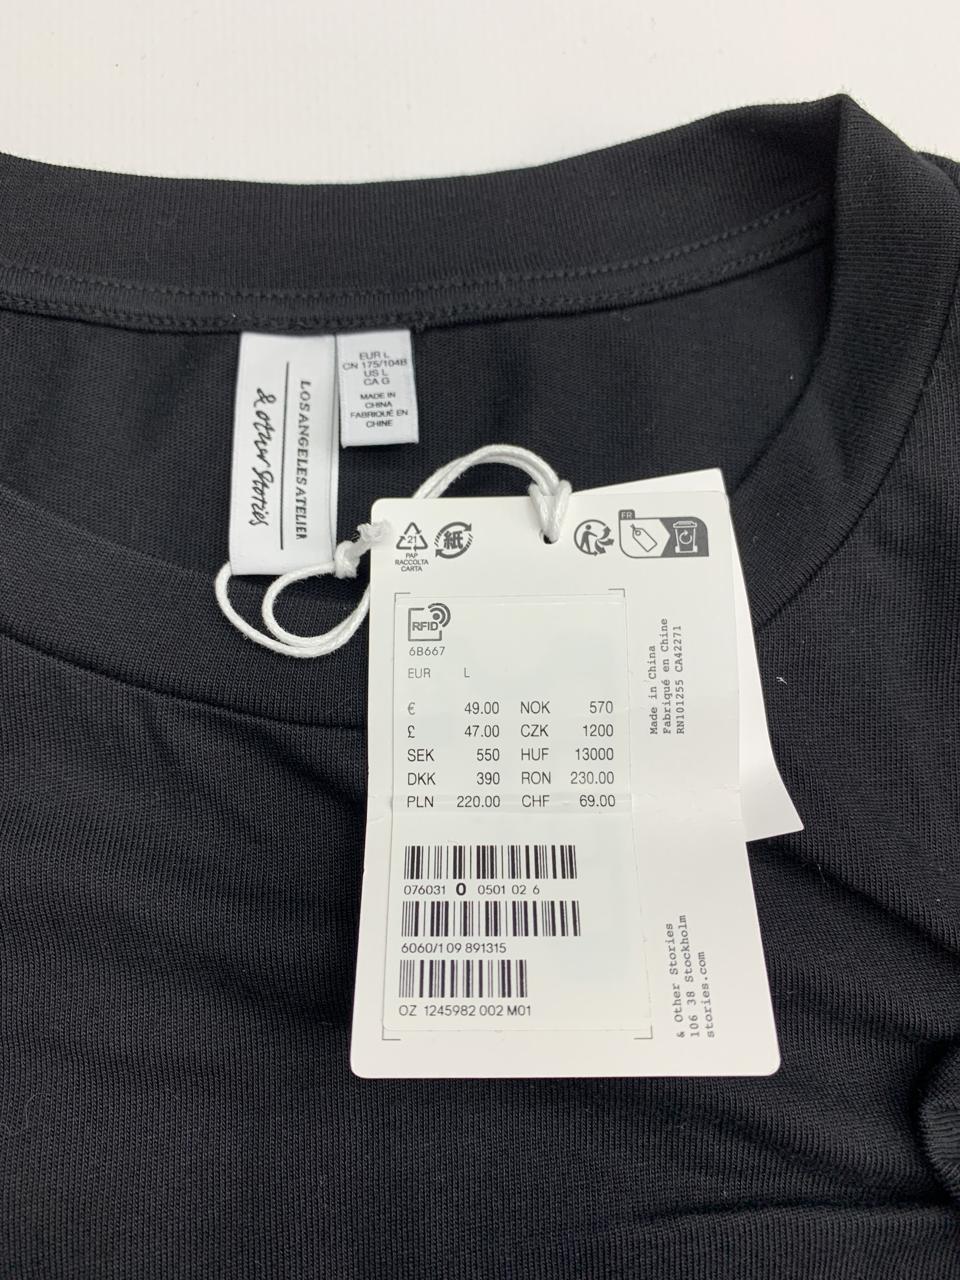 & other Stories
LOS ANGELES ATELIER
EUR L
CN 175/104B
US L
CA G
MADE IN
CHINA
FABRIQUÉ EN
CHINE
21
PAP
RACCOLTA
CARTA
紙
FR
RFID
6B667
EUR L
€ 49.00 NOK 570
£ 47.00 CZK 1200
SEK 550 HUF 13000
DKK 390 RON 230.00
PLN 220.00 CHF 69.00
076031 0 0501 02 6
6060/1 09 891315
OZ 1245982 002 M01
Made in China
Fabriqué en Chine
RN101255 CA42271
& Other Stories
106 38 Stockholm
stories.com